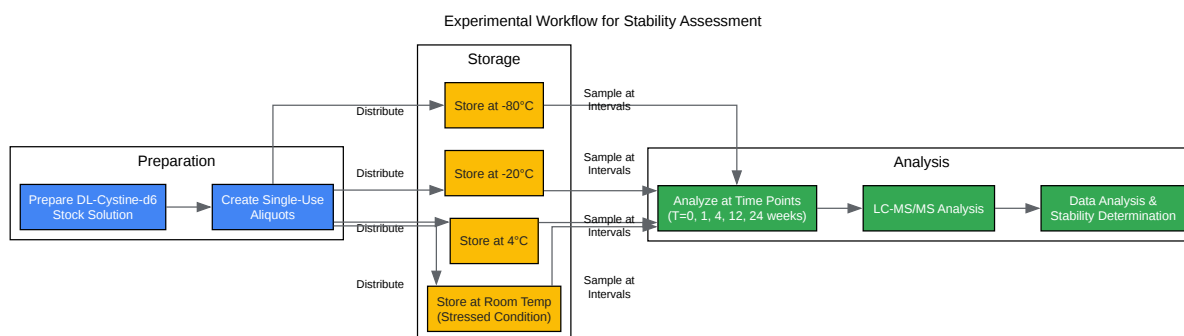 Experimental Workflow for Stability Assessment
Storage
Store at -80°C
Sample at
Intervals
Distribute
Preparation
Analysis
Prepare DL-Cystine-d6
Stock Solution
Create Single-Use
Aliquots
Distribute
Store at -20°C
Sample at
Intervals
Analyze at Time Points
(T=0, 1, 4, 12, 24 weeks)
LC-MS/MS Analysis
Data Analysis &
Stability Determination
Distribute
Store at 4°C
Sample at
Intervals
Distribute
Store at Room Temp
(Stressed Condition)
Sample at
Intervals